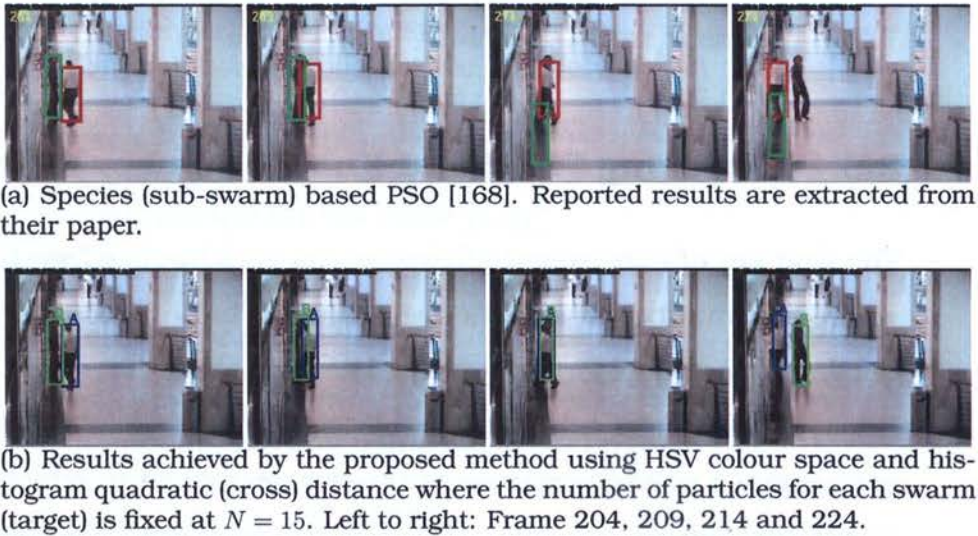 (a) Species (sub-swarm) based PSO [168]. Reported results are extracted from
their paper.
(b) Results achieved by the proposed method using HSV colour space and his-
togram quadratic (cross) distance where the number of particles for each swarm
(target) is fixed at N = 15. Left to right: Frame 204, 209, 214 and 224.